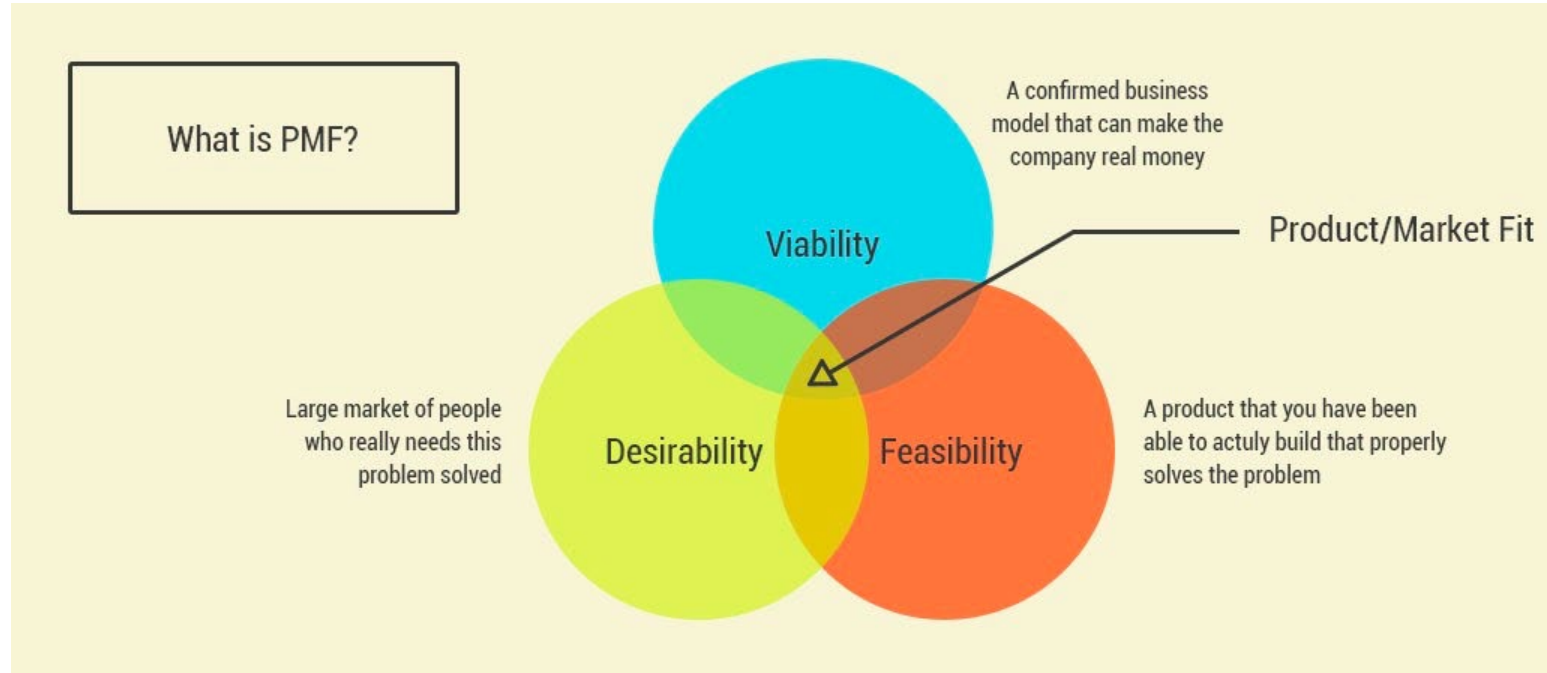 What is PMF?
A confirmed business
model that can make the
company real money
Viability
Product/Market Fit
Large market of people
who really needs this
problem solved
Desirability
Feasibility
A product that you have been
able to actuly build that properly
solves the problem